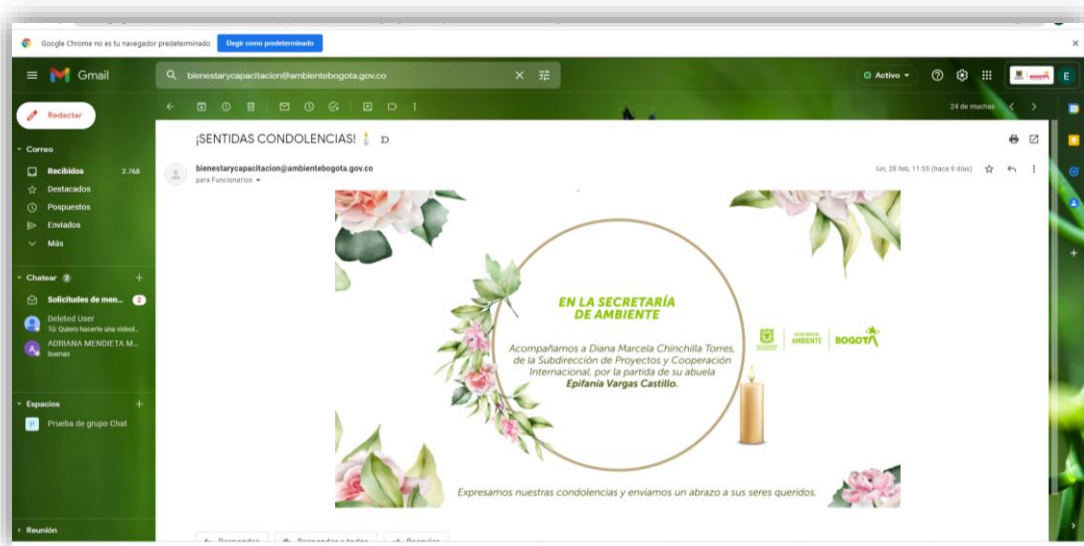 Google Chrome no es tu navegador predeterminado Elegir como predeterminado
Gmail
bienestarycapacitacion@ambientebogota.gov.co
Activo
E
Redactar
24 de muchas
¡SENTIDAS CONDOLENCIAS!
Correo
bienestarycapacitacion@ambientebogota.gov.co
lun, 28 feb, 11:55 (hace 9 días)
para Funcionarios
Recibidos 2.768
Destacados
Pospuestos
Enviados
Más
Chatear 2
Solicitudes de men...
Deleted User
Tú: Quiero hacerte una videol...
ADRIANA MENDIETA M...
buenas
Espacios
P Prueba de grupo Chat
Reunión
EN LA SECRETARÍA
DE AMBIENTE
Acompañamos a Diana Marcela Chinchilla Torres,
de la Subdirección de Proyectos y Cooperación
Internacional, por la partida de su abuela
Epifanía Vargas Castillo.
AMBIENTE
BOGOTÁ
Expresamos nuestras condolencias y enviamos un abrazo a sus seres queridos.
Responder Responder a todos Reenviar